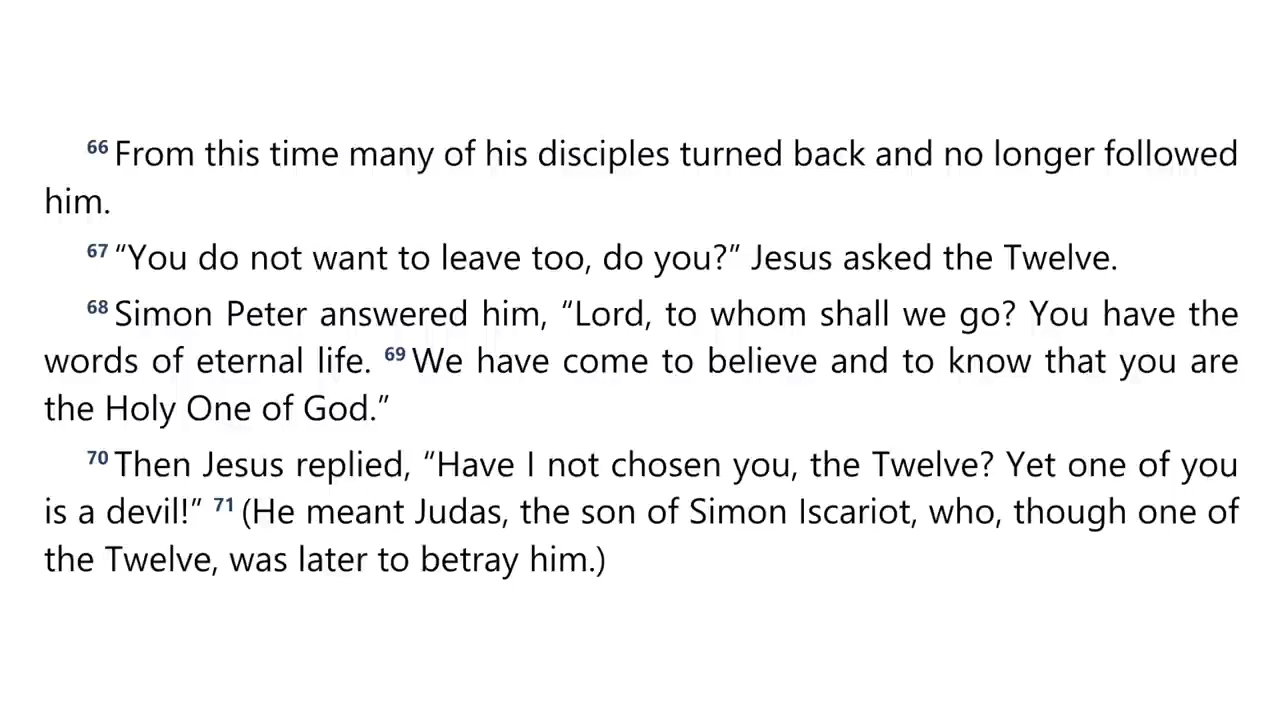 66 From this time many of his disciples turned back and no longer followed
him.
67 “You do not want to leave too, do you?” Jesus asked the Twelve.
68 Simon Peter answered him, “Lord, to whom shall we go? You have the
words of eternal life. 69 We have come to believe and to know that you are
the Holy One of God.”
70 Then Jesus replied, “Have I not chosen you, the Twelve? Yet one of you
is a devil!” 71 (He meant Judas, the son of Simon Iscariot, who, though one of
the Twelve, was later to betray him.)